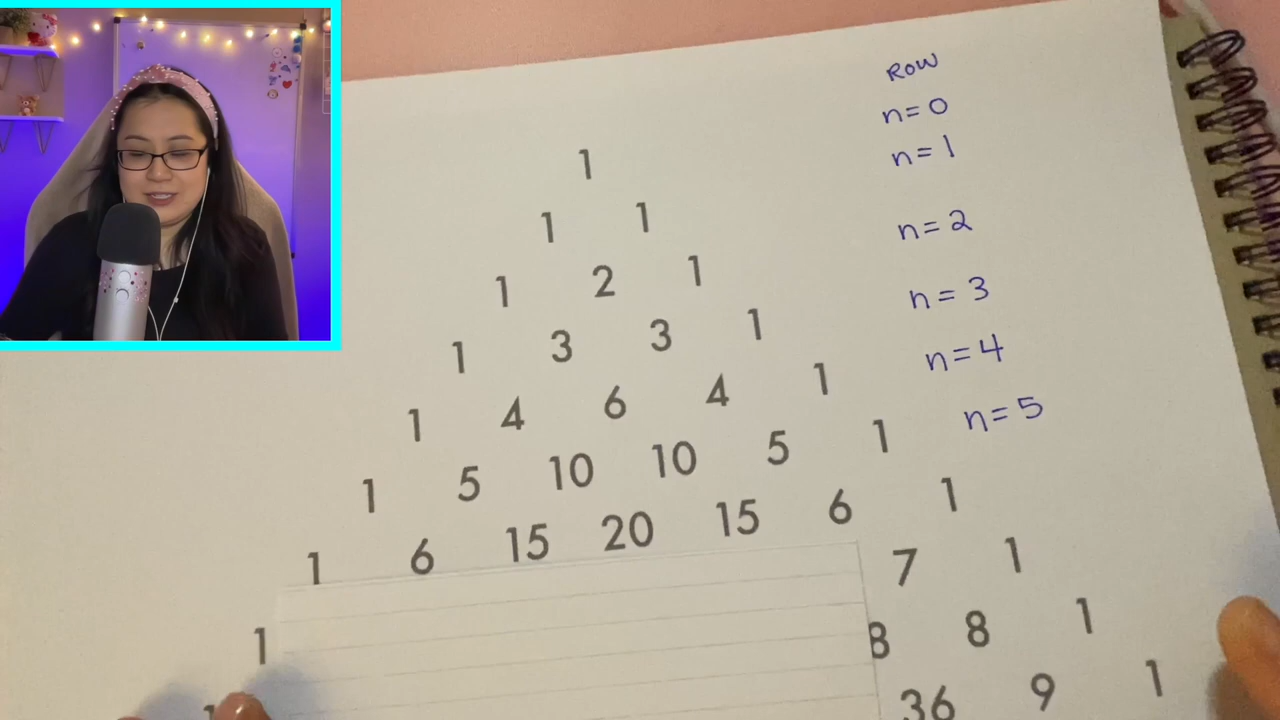 ROW
n=0
n=1
n=2
n=3
n=4
n=5
1
1 1
1 2 1
1 3 3 1
1 4 6 4 1
1 5 10 10 5 1
1 6 15 20 15 6 1
1 7 1
8 8 1
36 9 1